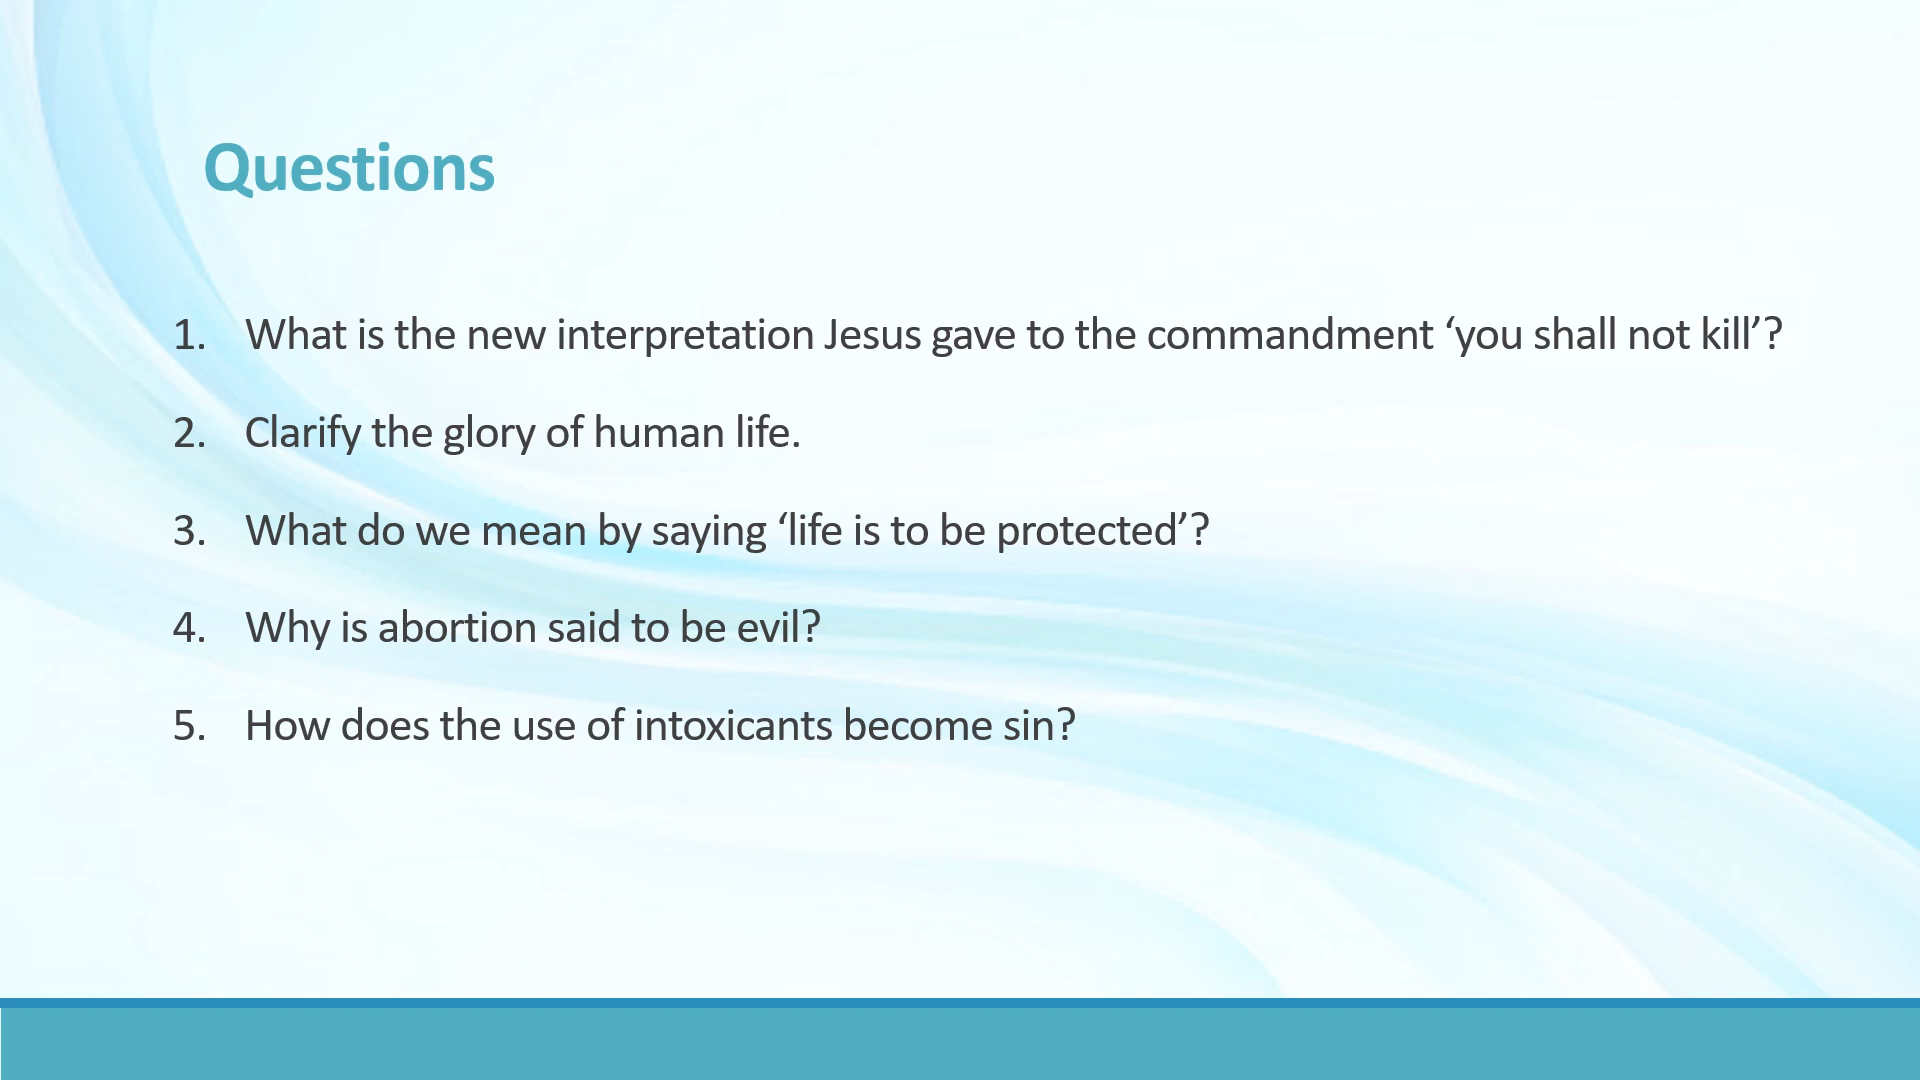 Questions
1. What is the new interpretation Jesus gave to the commandment ‘you shall not kill’?
2. Clarify the glory of human life.
3. What do we mean by saying ‘life is to be protected’?
4. Why is abortion said to be evil?
5. How does the use of intoxicants become sin?